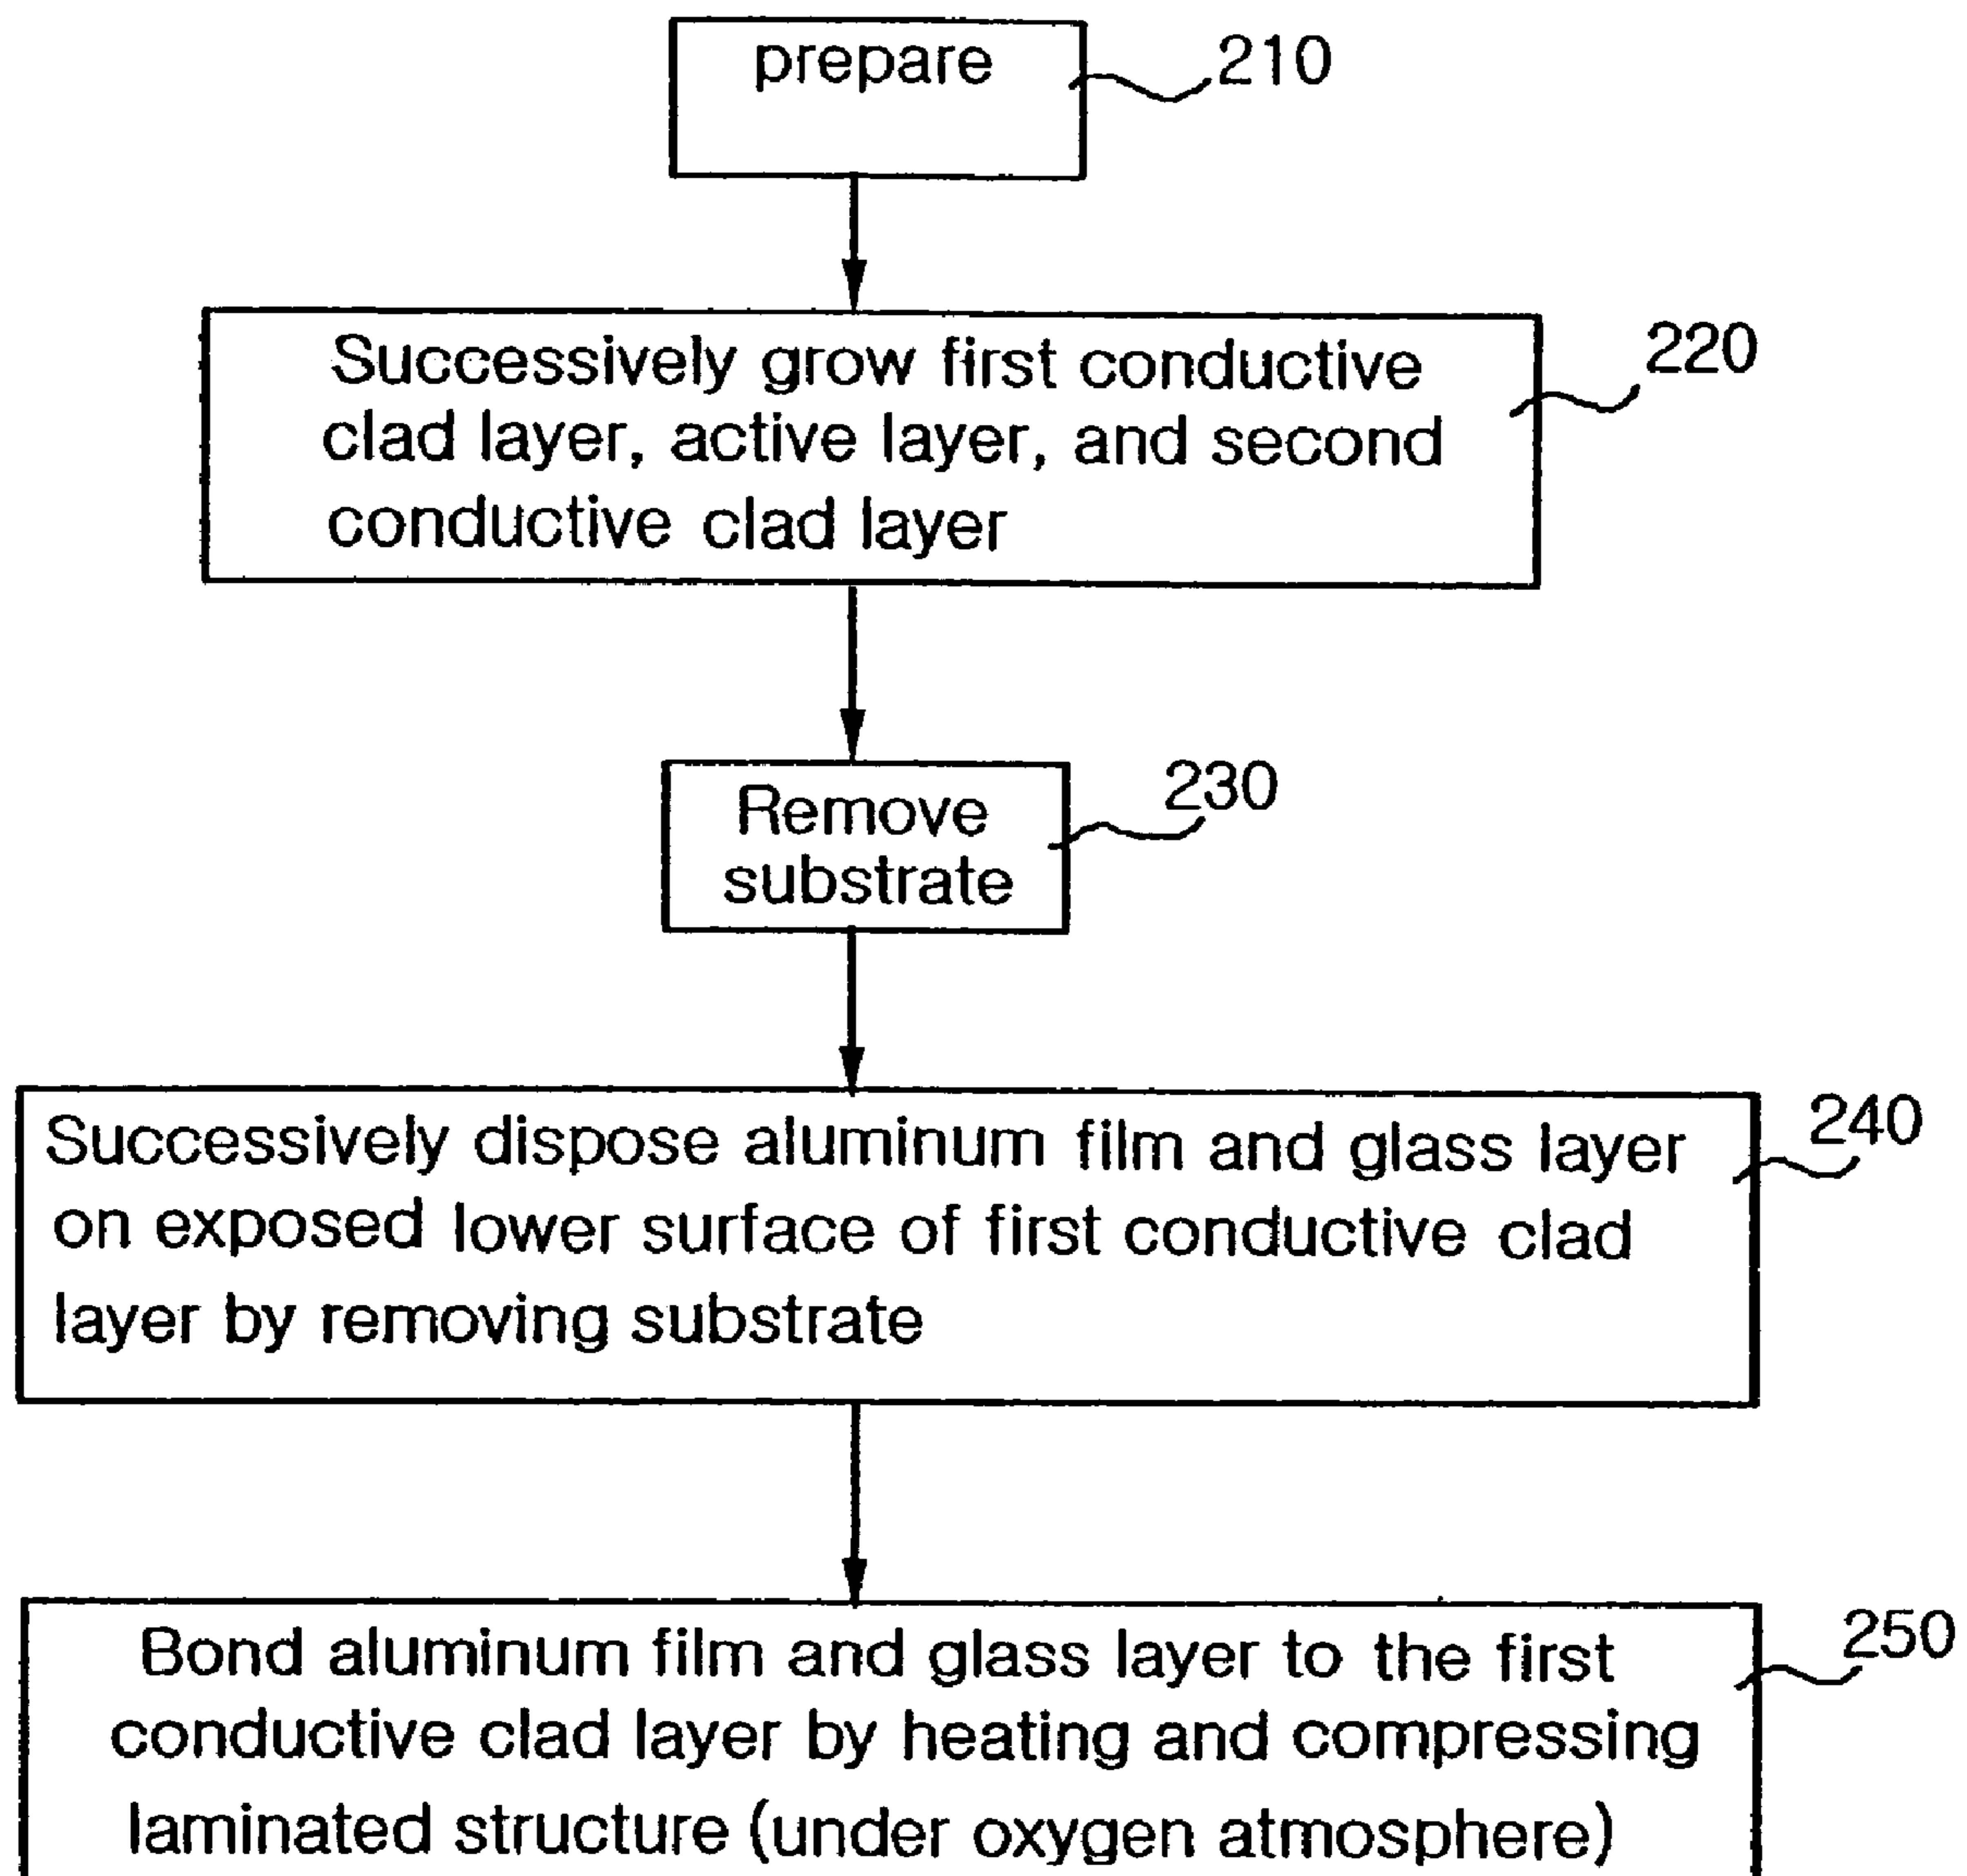 prepare
210
Successively grow first conductive
clad layer, active layer, and second
conductive clad layer
220
Remove
substrate
230
Successively dispose aluminum film and glass layer
on exposed lower surface of first conductive clad
layer by removing substrate
240
Bond aluminum film and glass layer to the first
conductive clad layer by heating and compressing
laminated structure (under oxygen atmosphere)
250